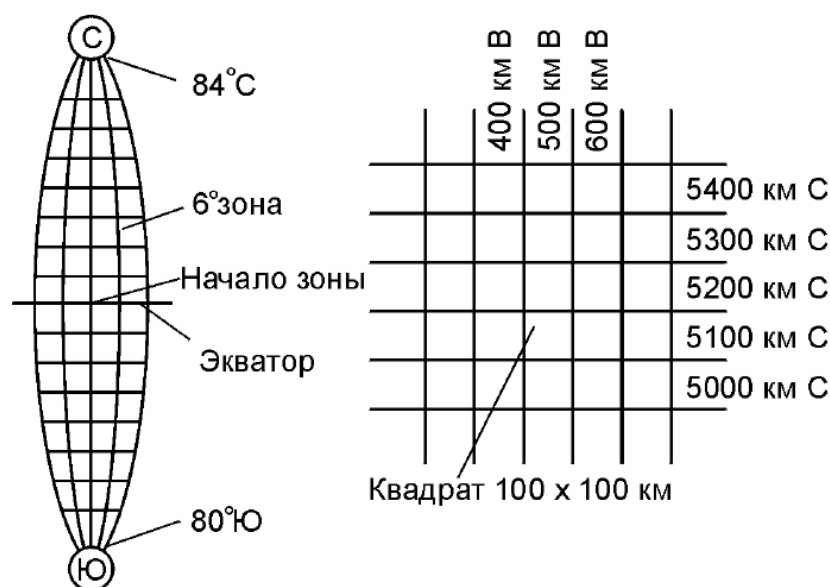 С
84°С
6°зона
Начало зоны
Экватор
80°Ю
Ю
400 км В
500 км В
600 км В
5400 км С
5300 км С
5200 км С
5100 км С
5000 км С
Квадрат 100 x 100 км